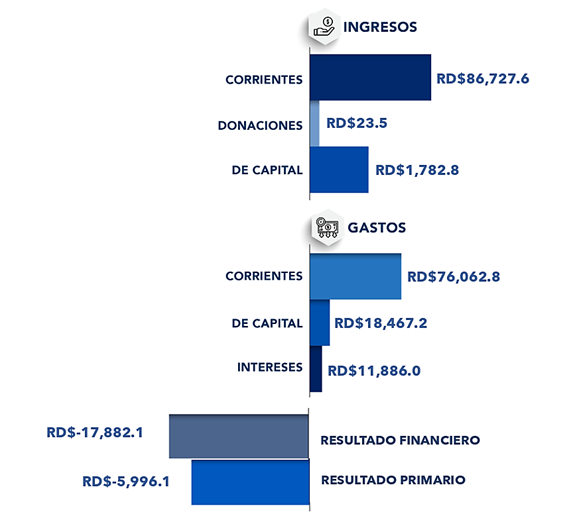 INGRESOS
CORRIENTES RD$86,727.6
DONACIONES RD$23.5
DE CAPITAL RD$1,782.8
GASTOS
CORRIENTES RD$76,062.8
DE CAPITAL RD$18,467.2
INTERESES RD$11,886.0
RD$-17,882.1 RESULTADO FINANCIERO
RD$-5,996.1 RESULTADO PRIMARIO